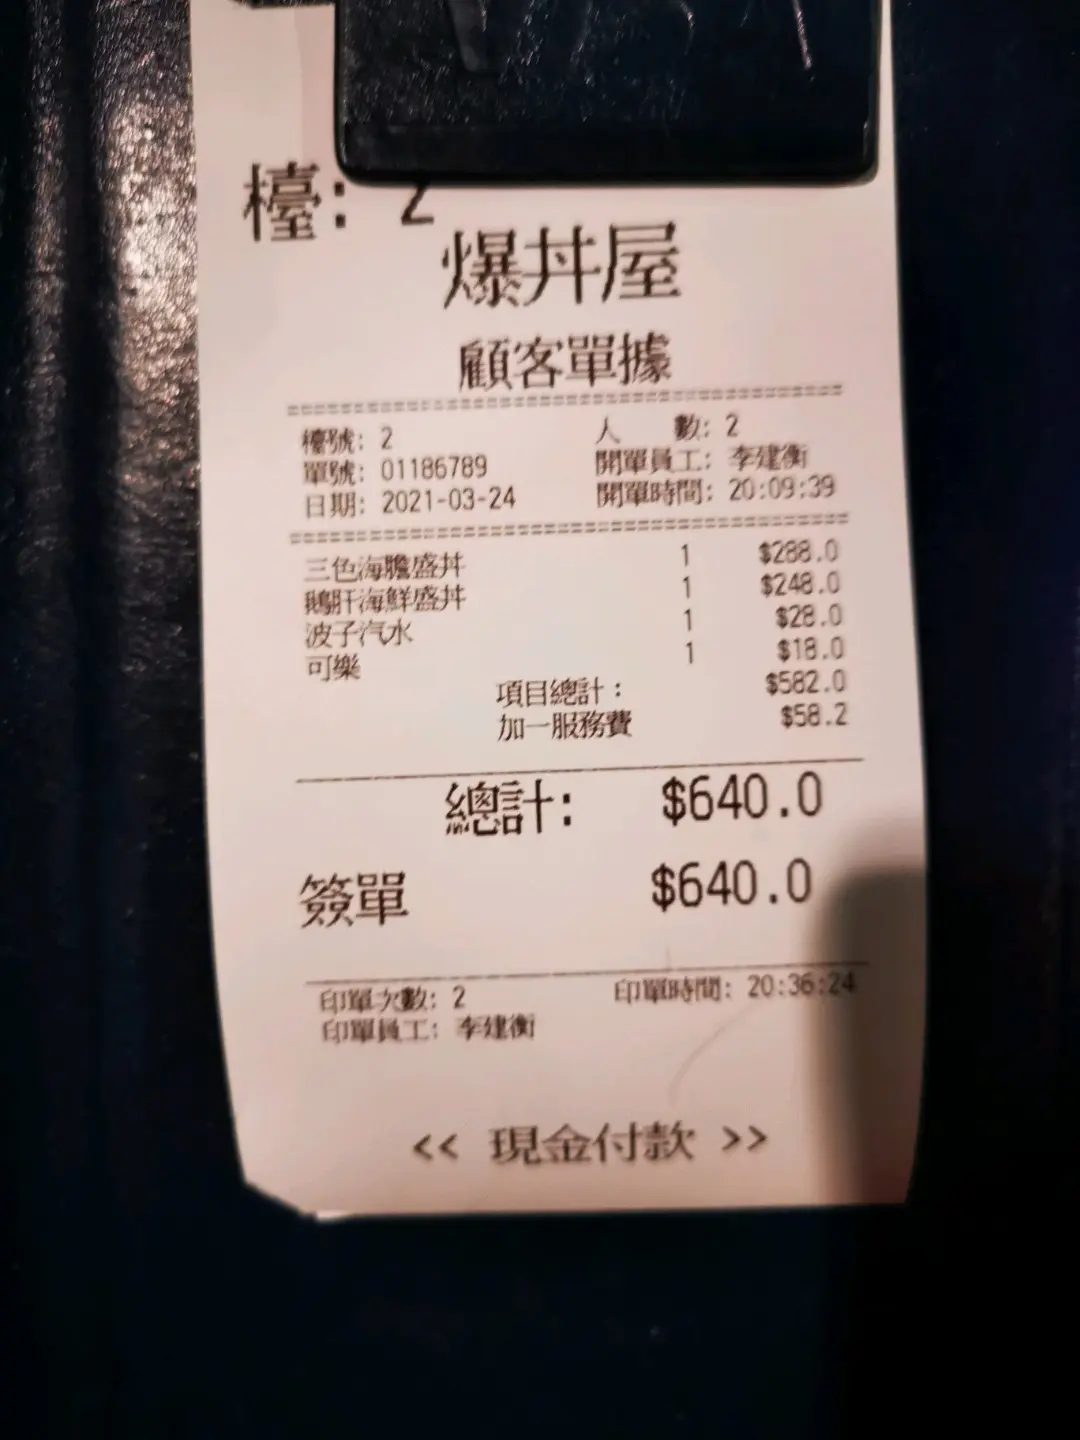 檯: 2
爆丼屋
顧客單據
檯號: 2 人 數: 2
單號: 01186789 開單員工: 李建衡
日期: 2021-03-24 開單時間: 20:09:39
三色海膽盛丼 1 $288.0
鵝肝海鮮盛丼 1 $248.0
波子汽水 1 $28.0
可樂 1 $18.0
項目總計: $582.0
加一服務費 $58.2
總計: $640.0
簽單 $640.0
印單次數: 2 印單時間: 20:36:24
印單員工: 李建衡
<< 現金付款 >>